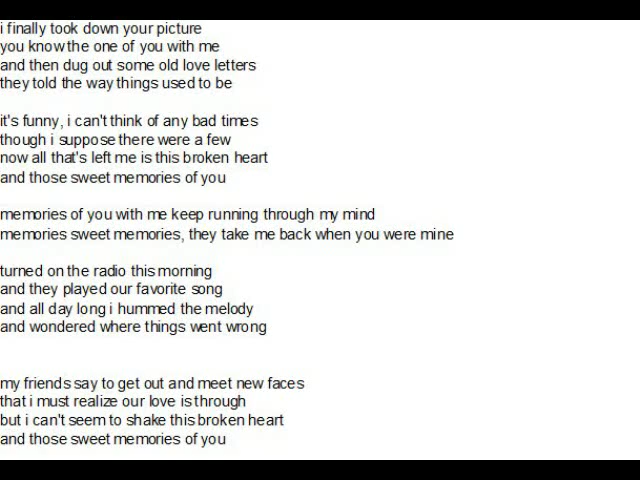 i finally took down your picture
you know the one of you with me
and then dug out some old love letters
they told the way things used to be
it's funny, i can't think of any bad times
though i suppose there were a few
now all that's left me is this broken heart
and those sweet memories of you
memories of you with me keep running through my mind
memories sweet memories, they take me back when you were mine
turned on the radio this morning
and they played our favorite song
and all day long i hummed the melody
and wondered where things went wrong
my friends say to get out and meet new faces
that i must realize our love is through
but i can't seem to shake this broken heart
and those sweet memories of you